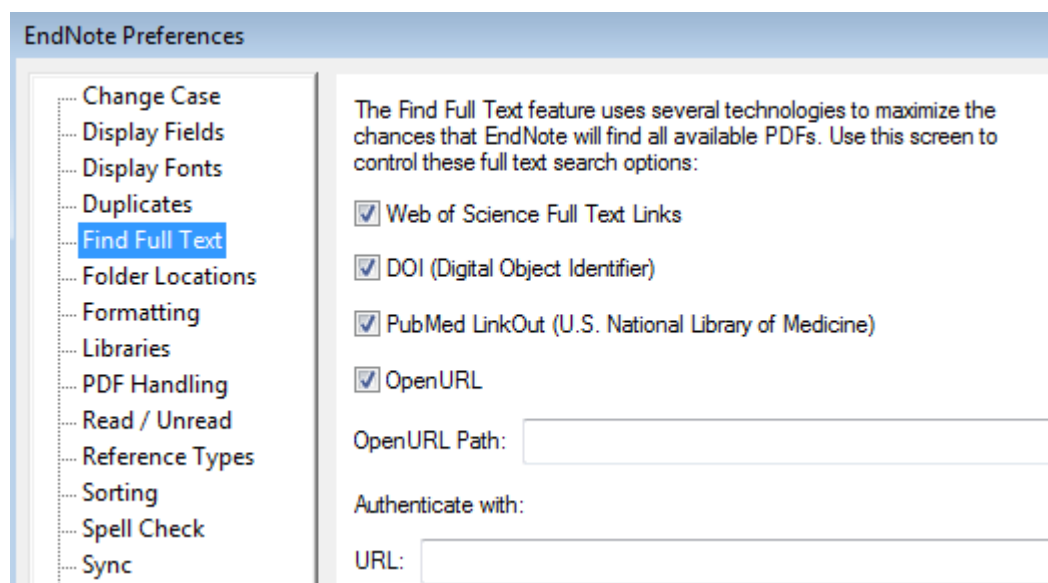 EndNote Preferences
Change Case
Display Fields
Display Fonts
Duplicates
Find Full Text
Folder Locations
Formatting
Libraries
PDF Handling
Read / Unread
Reference Types
Sorting
Spell Check
Sync
The Find Full Text feature uses several technologies to maximize the
chances that EndNote will find all available PDFs. Use this screen to
control these full text search options:
Web of Science Full Text Links
DOI (Digital Object Identifier)
PubMed LinkOut (U.S. National Library of Medicine)
OpenURL
OpenURL Path:
Authenticate with:
URL: